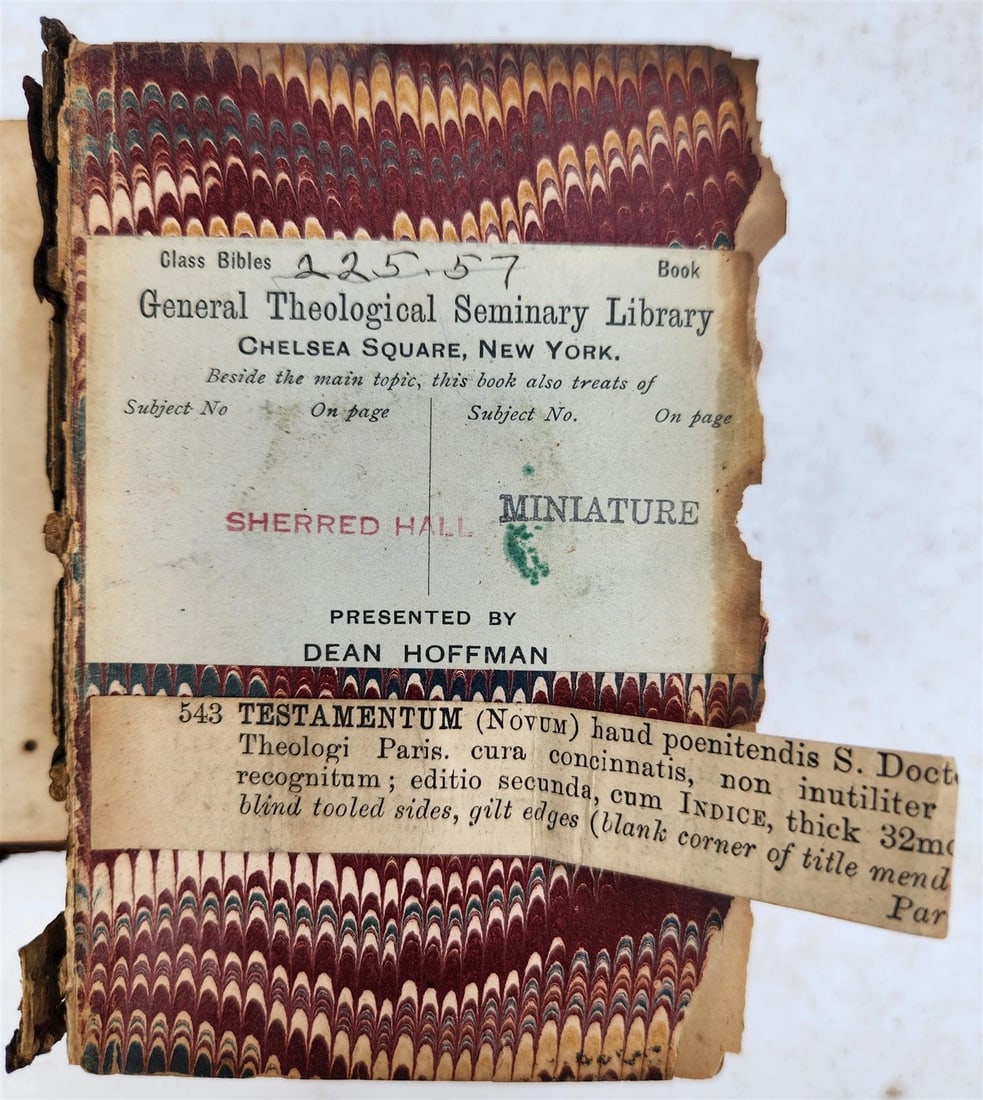 Class Bibles 225.57 Book
General Theological Seminary Library
CHELSEA SQUARE, NEW YORK.
Beside the main topic, this book also treats of
Subject No On page Subject No. On page
SHERRED HALL MINIATURE
PRESENTED BY
DEAN HOFFMAN
543 TESTAMENTUM (NOVUM) haud poenitendis S. Doct
Theologi Paris. cura concinnatis, non inutiliter
recognitum; editio secunda, cum INDICE, thick 32mo
blind tooled sides, gilt edges (blank corner of title mend
Par